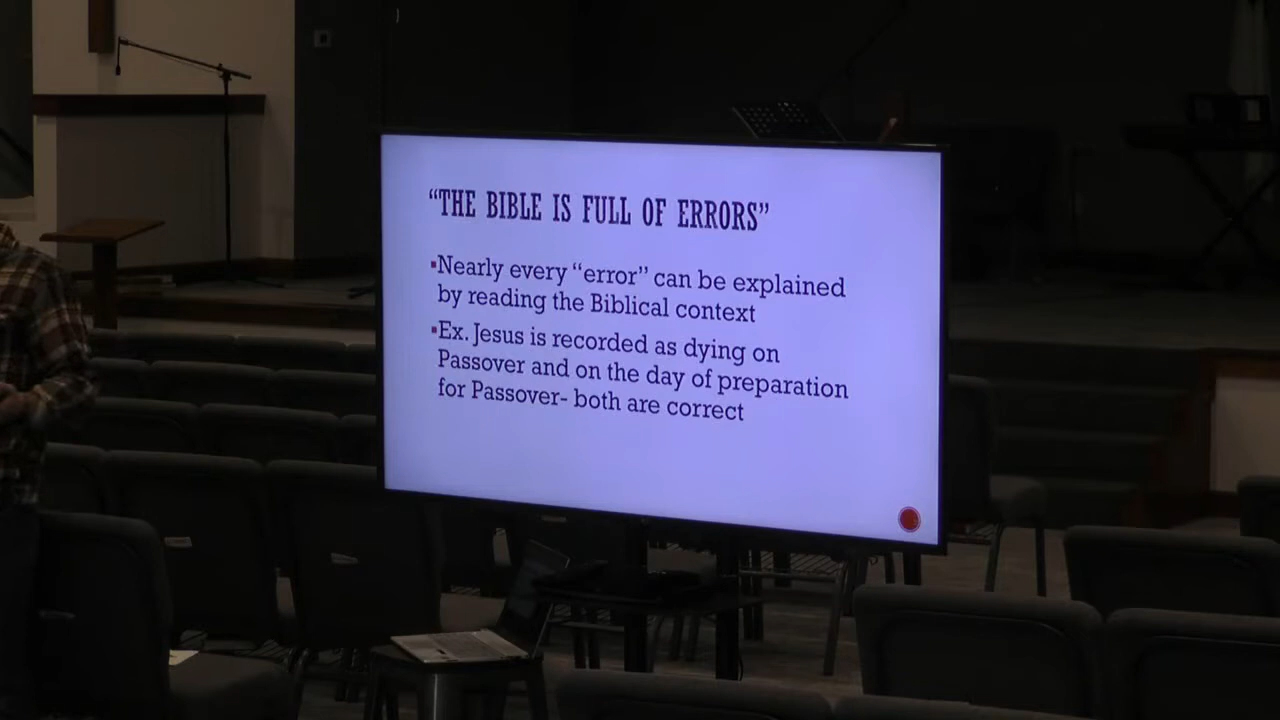 “THE BIBLE IS FULL OF ERRORS”
▪Nearly every “error” can be explained
by reading the Biblical context
▪Ex. Jesus is recorded as dying on
Passover and on the day of preparation
for Passover- both are correct